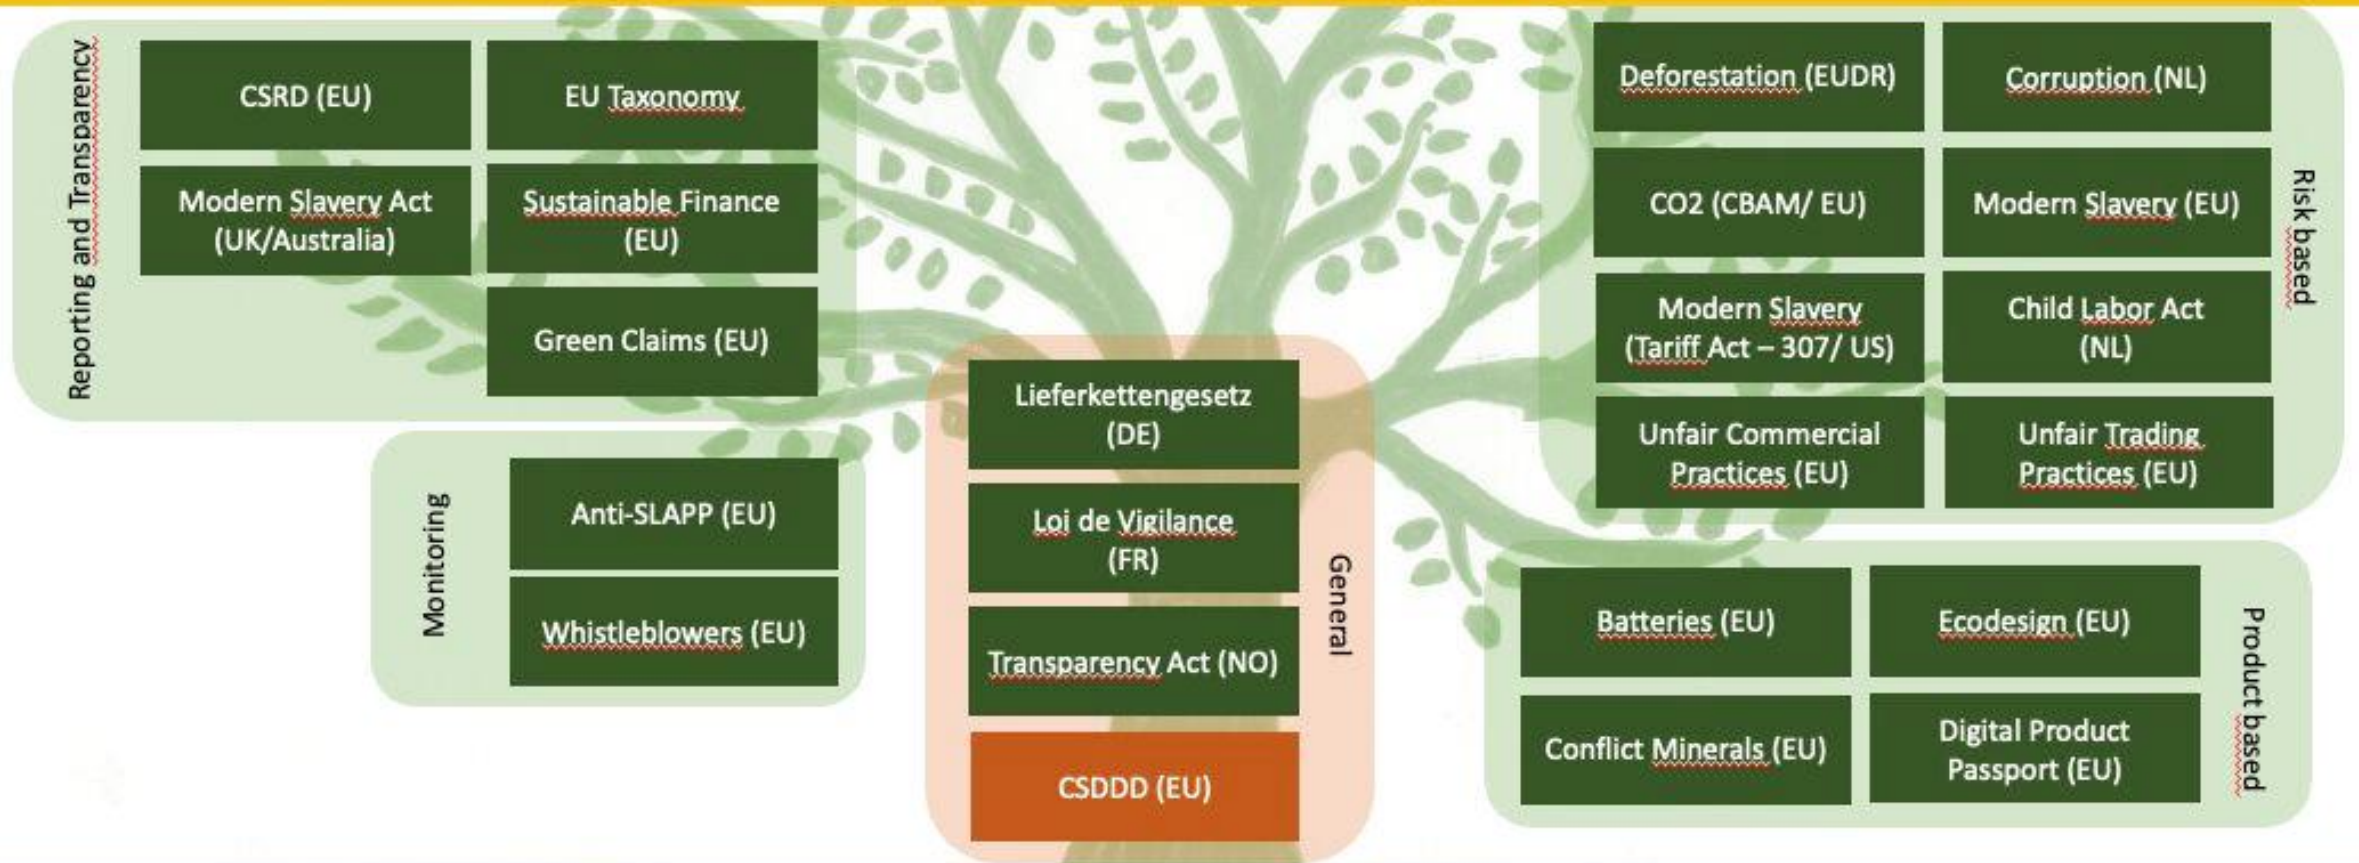 Reporting and Transparency
CSRD (EU)
EU Taxonomy
Modern Slavery Act
(UK/Australia)
Sustainable Finance
(EU)
Green Claims (EU)
Monitoring
Anti-SLAPP (EU)
Whistleblowers (EU)
Lieferkettengesetz
(DE)
Loi de Vigilance
(FR)
Transparency Act (NO)
CSDDD (EU)
General
Deforestation (EUDR)
Corruption (NL)
CO2 (CBAM/ EU)
Modern Slavery (EU)
Modern Slavery
(Tariff Act – 307/ US)
Child Labor Act
(NL)
Unfair Commercial
Practices (EU)
Unfair Trading
Practices (EU)
Risk based
Batteries (EU)
Ecodesign (EU)
Conflict Minerals (EU)
Digital Product
Passport (EU)
Product based